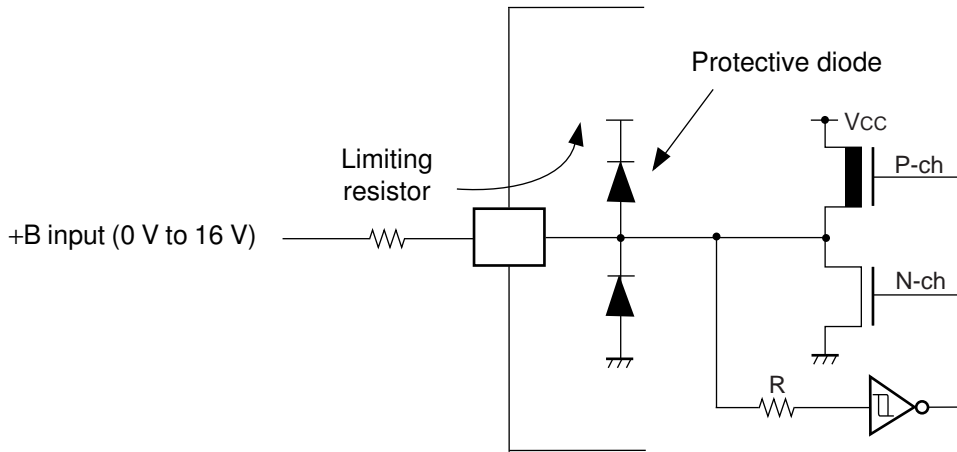 Protective diode
VCC
Limiting
resistor
P-ch
+B input (0 V to 16 V)
N-ch
R